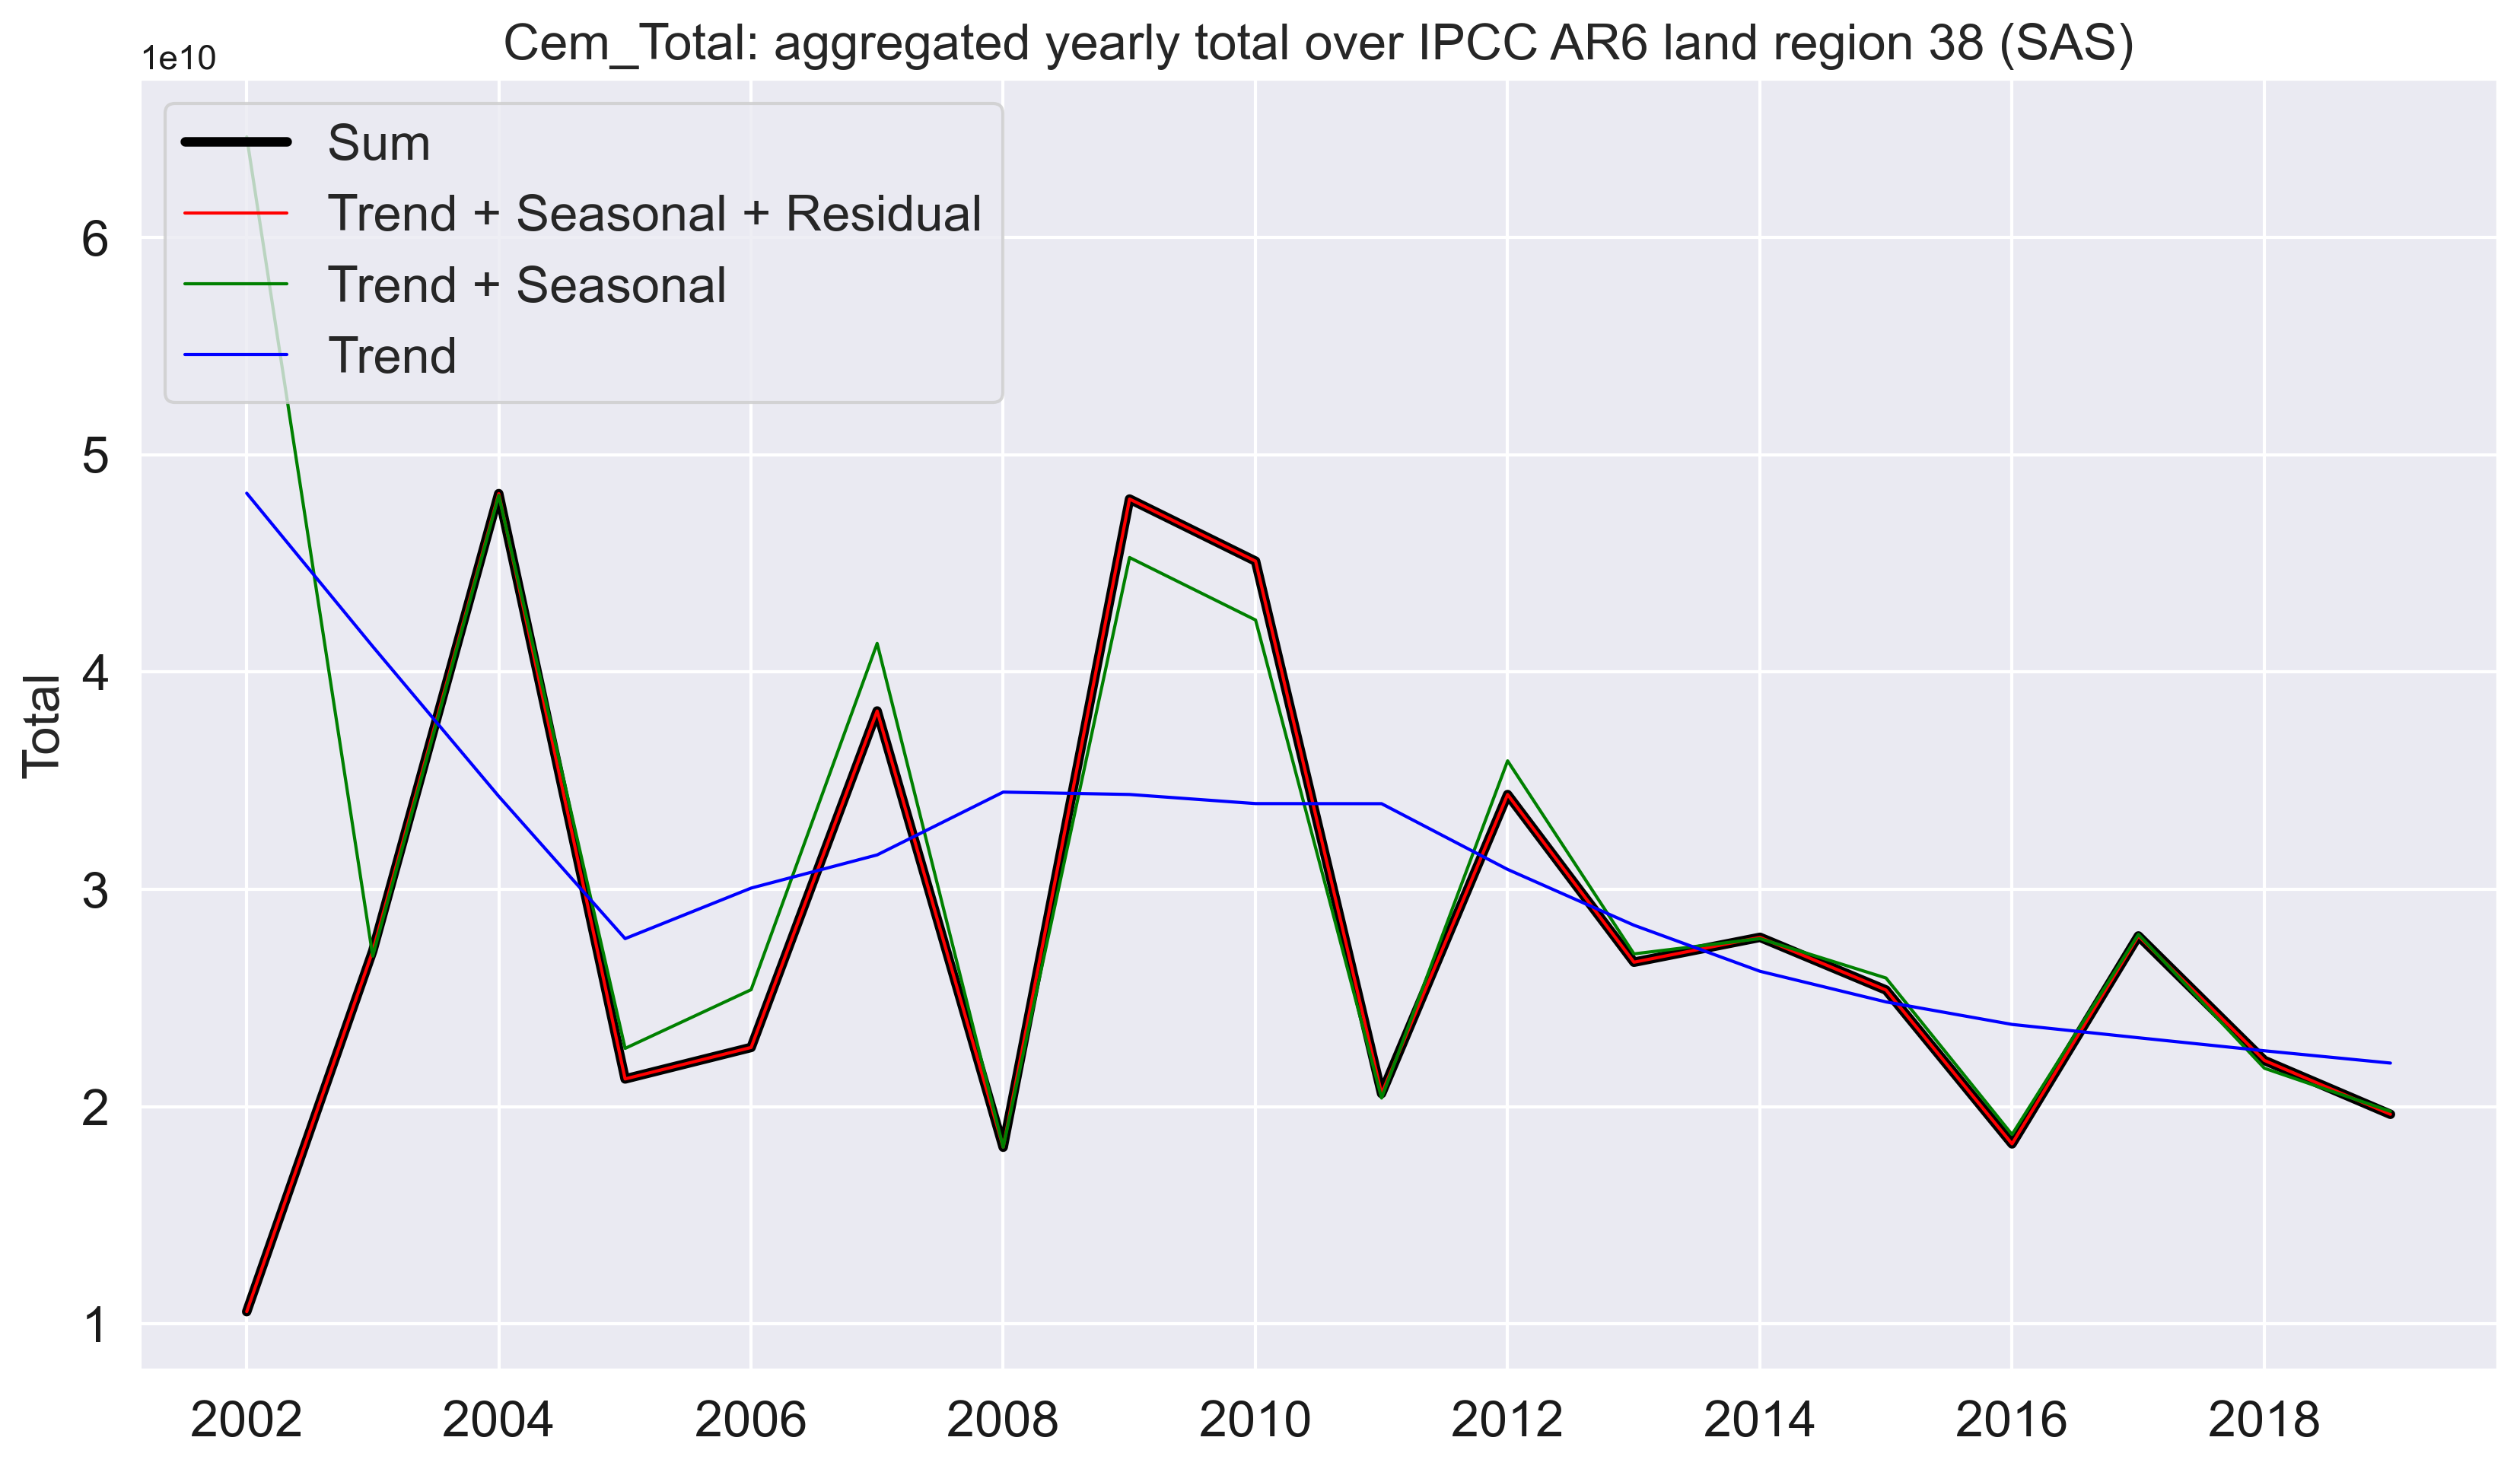 Cem_Total: aggregated yearly total over IPCC AR6 land region 38 (SAS)
1e10
Sum
Trend + Seasonal + Residual
Trend + Seasonal
Trend
6
5
4
3
2
1
Total
2002 2004 2006 2008 2010 2012 2014 2016 2018